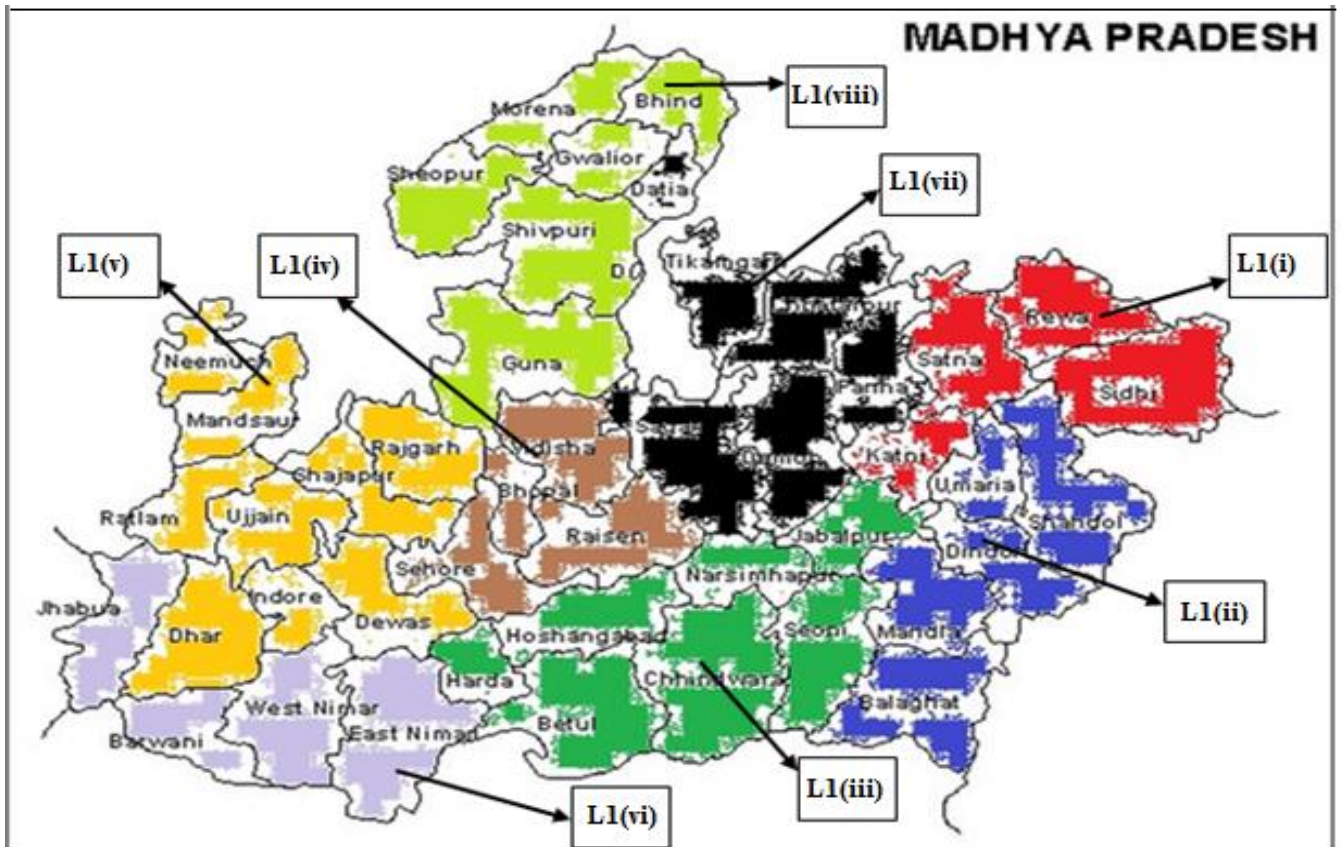 MADHYA PRADESH
L1(viii)
Morena
Bhind
Gwalior
Sheopur
Datia
L1(vii)
Shivpuri
L1(v)
L1(iv)
Tikamgarh
L1(i)
Rewa
Neemuch
Guna
Satna
Panna
Sidhi
Mandsaur
Rajgarh
Vidisha
Katni
Shajapur
Bhopal
Umaria
Ratlam
Ujjain
Raisen
Jabalpur
Shahdol
Sehore
Narsimhapur
Jhabua
Indore
Dewas
L1(ii)
Dhar
Hoshangabad
Seoni
Mandla
Harda
Chhindwara
West Nimar
Balaghat
Barwani
East Nimar
Betul
L1(iii)
L1(vi)